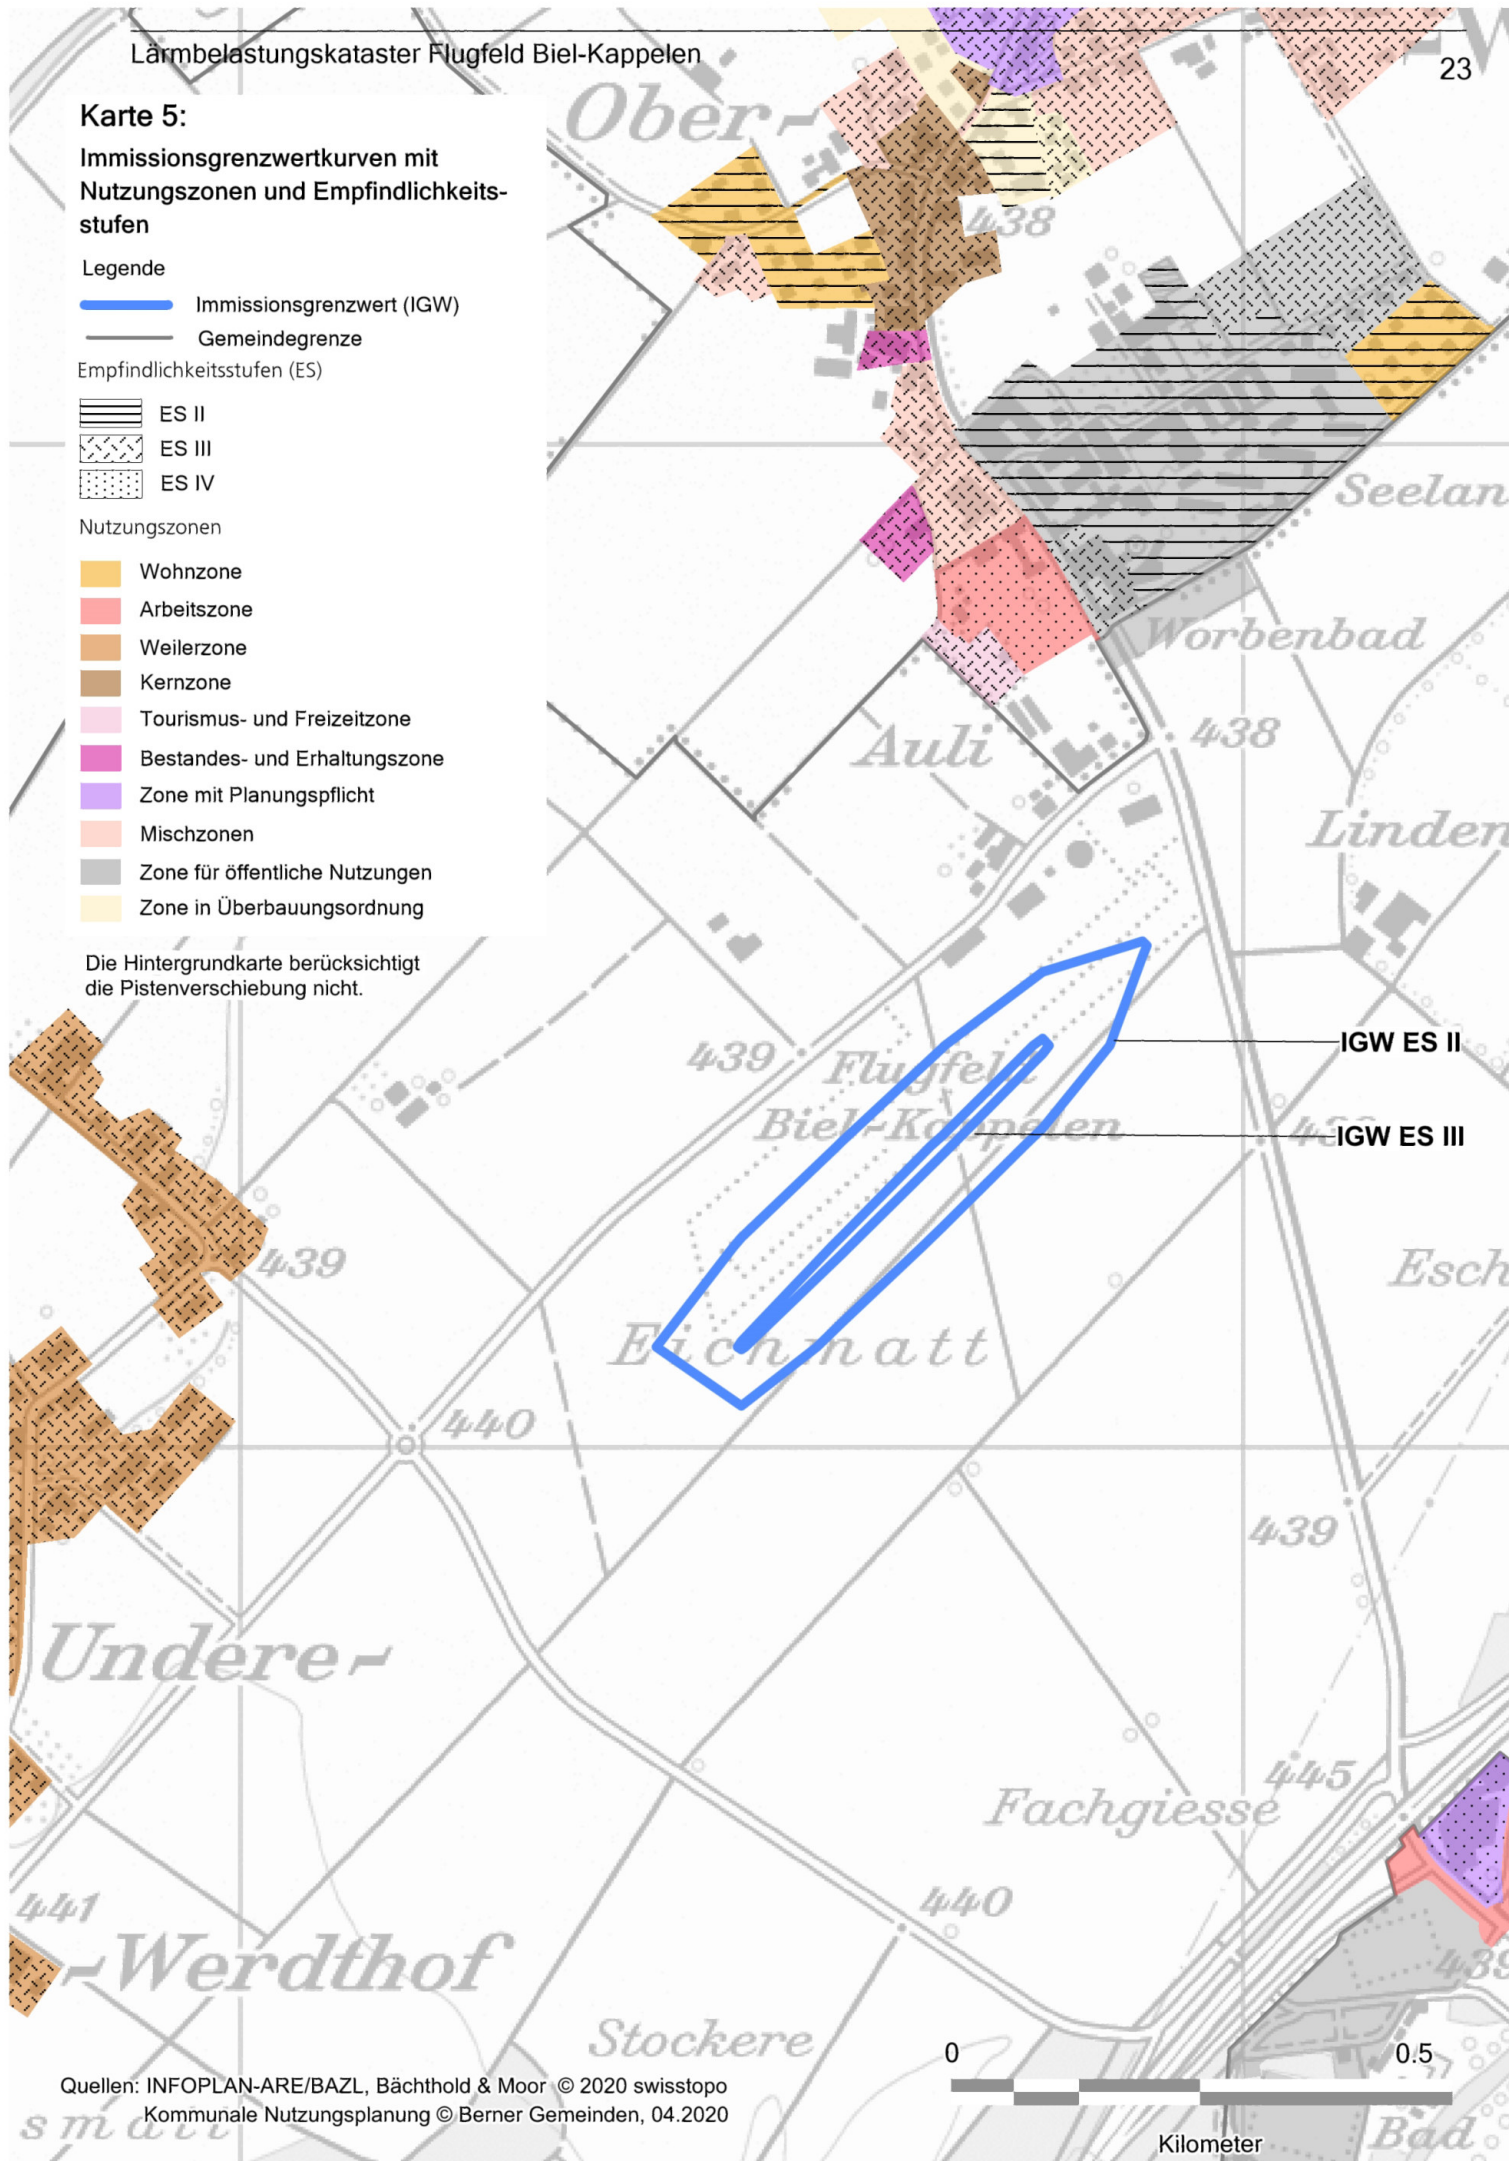 Lärmbelastungskataster Flugfeld Biel-Kappelen
23
Karte 5:
Immissionsgrenzwertkurven mit
Nutzungszonen und Empfindlichkeits-
stufen
Legende
Immissionsgrenzwert (IGW)
Gemeindegrenze
Empfindlichkeitsstufen (ES)
ES II
ES III
ES IV
Nutzungszonen
Wohnzone
Arbeitszone
Weilerzone
Kernzone
Tourismus- und Freizeitzone
Bestandes- und Erhaltungszone
Zone mit Planungspflicht
Mischzonen
Zone für öffentliche Nutzungen
Zone in Überbauungsordnung
Die Hintergrundkarte berücksichtigt
die Pistenverschiebung nicht.
Ober-
438
Seelan
Worbenbad
438
Auli
Linden
IGW ES II
439
Flugfeld
Biel-Kappelen
IGW ES III
439
Esch
Eichmatt
440
439
Undere-
445
Fachgiesse
441
440
-Werdthof
439
Stockere
0
0.5
Quellen: INFOPLAN-ARE/BAZL, Bächthold & Moor © 2020 swisstopo
Kommunale Nutzungsplanung © Berner Gemeinden, 04.2020
Kilometer
Bad